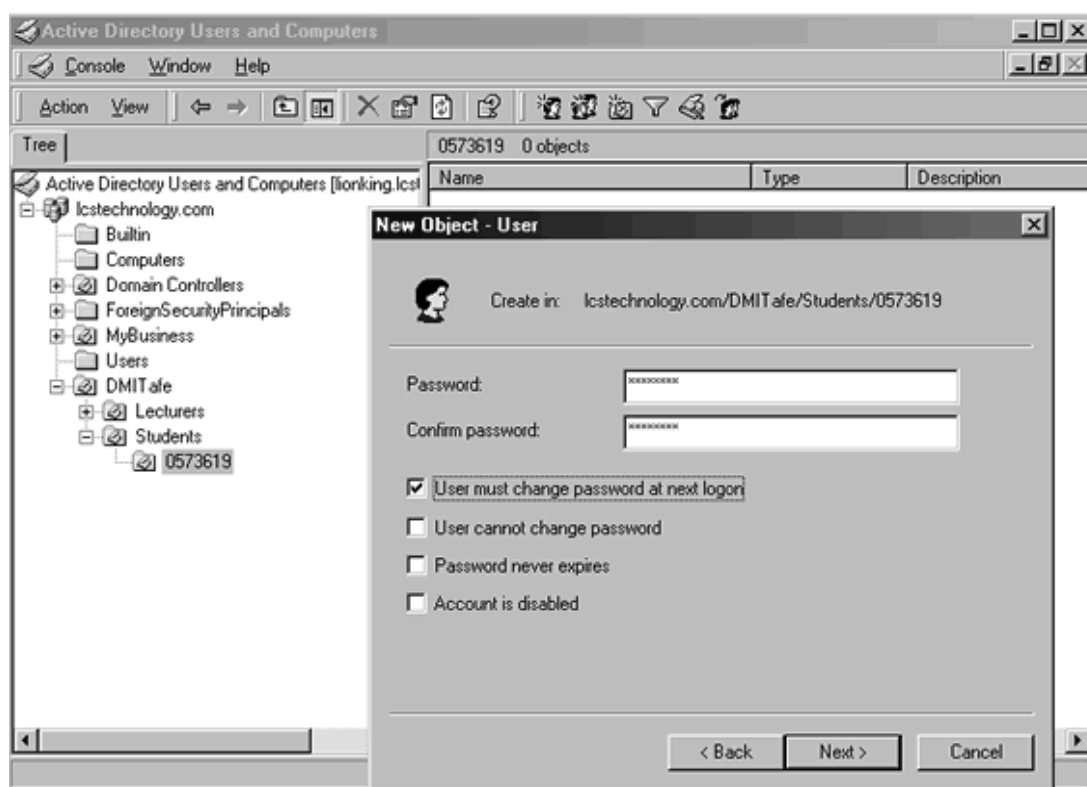 Active Directory Users and Computers
Console Window Help
Action View
Tree
0573619 0 objects
Active Directory Users and Computers [lionking.lcst
Name Type Description
lcstechnology.com
Builtin
Computers
Domain Controllers
ForeignSecurityPrincipals
MyBusiness
Users
DMITafe
Lecturers
Students
0573619
New Object - User
Create in: lcstechnology.com/DMITafe/Students/0573619
Password: ********
Confirm password: ********
User must change password at next logon
User cannot change password
Password never expires
Account is disabled
< Back Next > Cancel